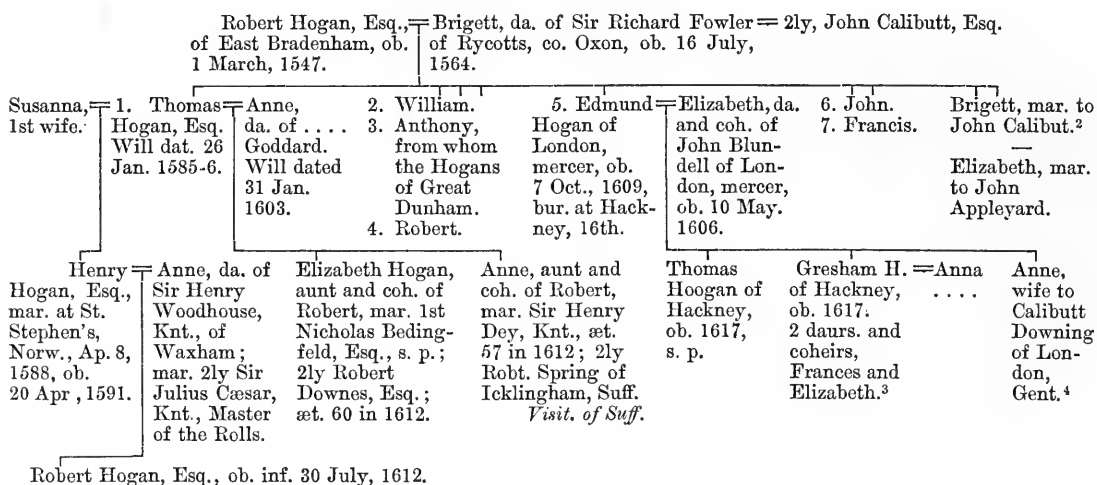 Robert Hogan, Esq., = Brigett, da. of Sir Richard Fowler = 2ly, John Calibutt, Esq.
of East Bradenham, ob.
1 March, 1547.
of Rycotts, co. Oxon, ob. 16 July,
1564.
Susanna, =
1st wife.
1. Thomas =
Hogan, Esq.
Will dat. 26
Jan. 1585-6.
Anne,
da. of ....
Goddard.
Will dated
31 Jan.
1603.
2. William.
3. Anthony,
from whom
the Hogans
of Great
Dunham.
4. Robert.
5. Edmund =
Hogan of
London,
mercer, ob.
7 Oct., 1609,
bur. at Hack-
ney, 16th.
Elizabeth, da.
and coh. of
John Blun-
dell of Lon-
don, mercer,
ob. 10 May.
1606.
6. John.
7. Francis.
Brigett, mar. to
John Calibut.²
—
Elizabeth, mar.
to John
Appleyard.
Henry =
Hogan, Esq.,
mar. at St.
Stephen's,
Norw., Ap. 8,
1588, ob.
20 Apr , 1591.
Anne, da. of
Sir Henry
Woodhouse,
Knt., of
Waxham ;
mar. 2ly Sir
Julius Cæsar,
Knt., Master
of the Rolls.
Elizabeth Hogan,
aunt and coh. of
Robert, mar. 1st
Nicholas Beding-
feld, Esq., s. p. ;
2ly Robert
Downes, Esq. ;
æt. 60 in 1612.
Anne, aunt and
coh. of Robert,
mar. Sir Henry
Dey, Knt., æt.
57 in 1612 ; 2ly
Robt. Spring of
Icklingham, Suff.
Visit. of Suff.
Thomas
Hoogan of
Hackney,
ob. 1617,
s. p.
Gresham H. =
of Hackney,
ob. 1617.
2 daurs. and
coheirs,
Frances and
Elizabeth.³
Anna
....
Anne,
wife to
Calibutt
Downing
of Lon-
don,
Gent.⁴
Robert Hogan, Esq., ob. inf. 30 July, 1612.